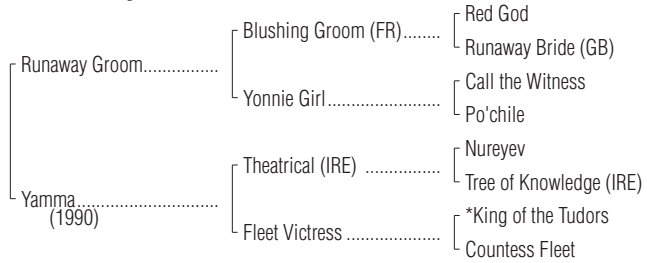 Red God
Blushing Groom (FR)........
Runaway Bride (GB)
Runaway Groom................
Call the Witness
Yonnie Girl........................
Po'chile
Nureyev
Theatrical (IRE) ................
Tree of Knowledge (IRE)
Yamma..............................
(1990)
*King of the Tudors
Fleet Victress ....................
Countess Fleet